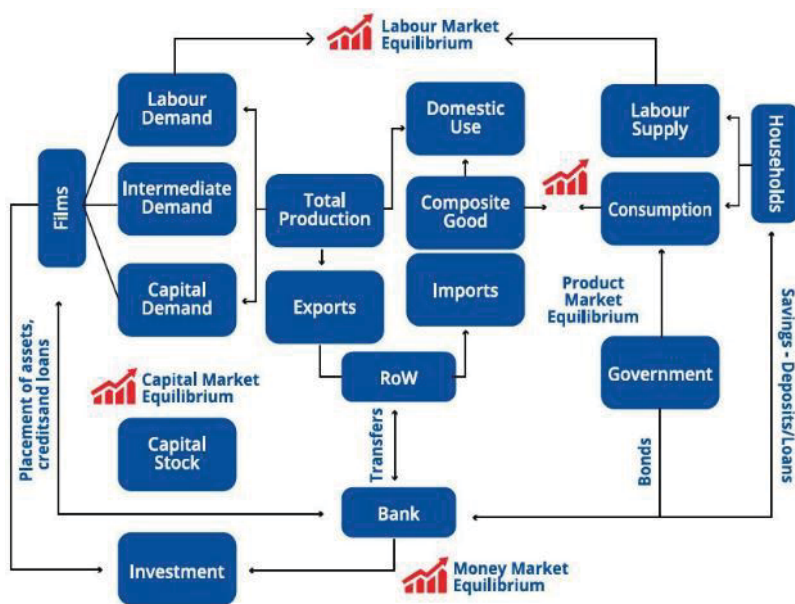 Labour Market
Equilibrium
Labour
Demand
Domestic
Use
Labour
Supply
Households
Films
Intermediate
Demand
Total
Production
Composite
Good
Consumption
Capital
Demand
Exports
Imports
Product
Market
Equilibrium
Placement of assets,
creditsand loans
Capital Market
Equilibrium
RoW
Government
Savings - Deposits/Loans
Capital
Stock
Transfers
Bonds
Bank
Investment
Money Market
Equilibrium